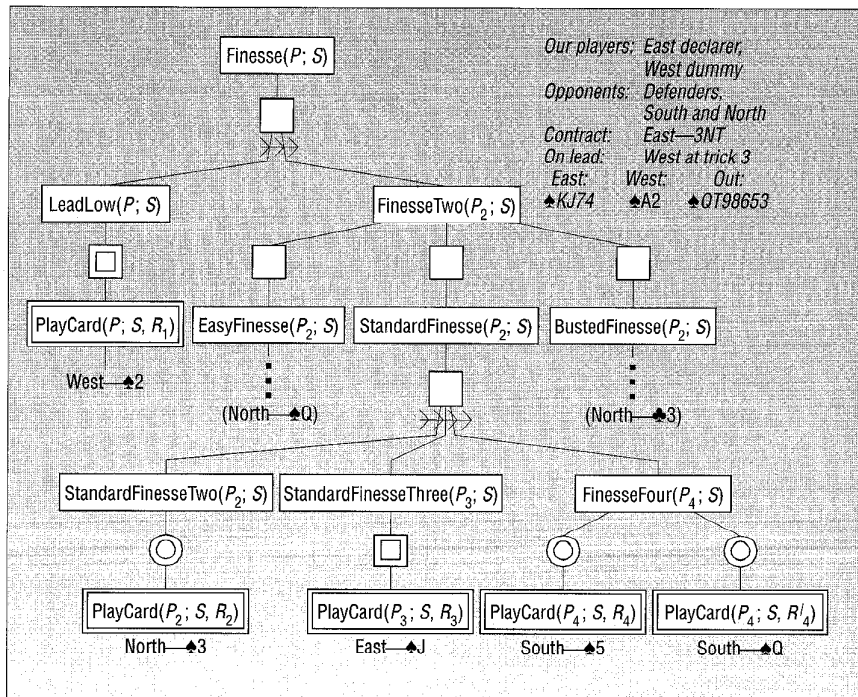 Finesse(P; S)
Our players: East declarer,
West dummy
Opponents: Defenders,
South and North
Contract: East—3NT
On lead: West at trick 3
East: West: Out:
♠KJ74 ♠A2 ♠QT98653
LeadLow(P; S)
FinesseTwo(P₂; S)
PlayCard(P; S, R₁)
EasyFinesse(P₂; S)
StandardFinesse(P₂; S)
BustedFinesse(P₂; S)
West—♠2
(North—♠Q)
(North—♣3)
StandardFinesseTwo(P₂; S)
StandardFinesseThree(P₃, S)
FinesseFour(P₄; S)
PlayCard(P₂; S, R₂)
PlayCard(P₃; S, R₃)
PlayCard(P₄; S, R₄)
PlayCard(P₄; S, R′₄)
North—♠3
East—♠J
South—♠5
South—♠Q